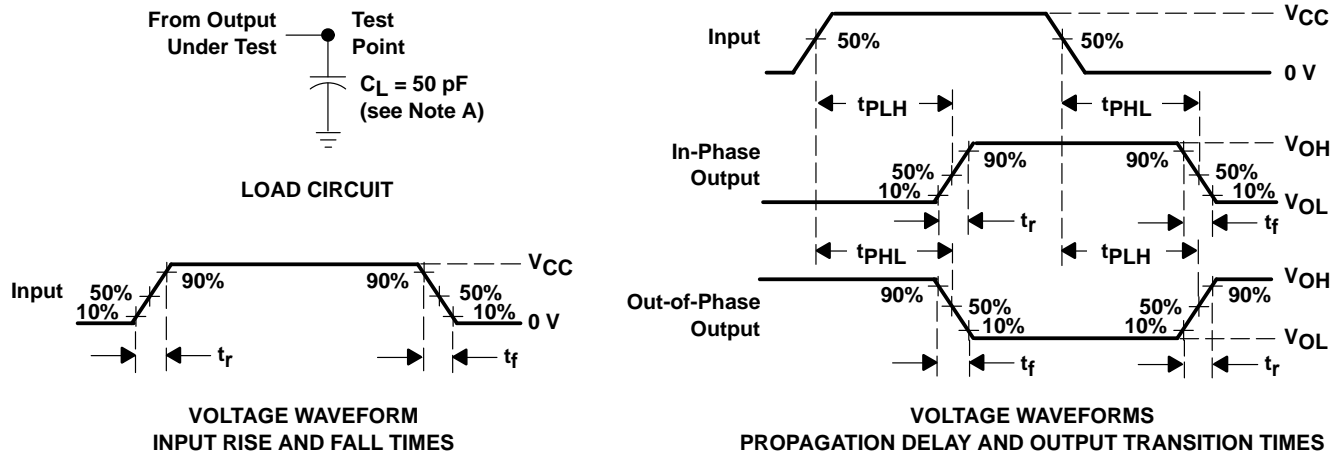 From Output
Under Test
Test
Point
CL = 50 pF
(see Note A)
LOAD CIRCUIT
Input
50%
10%
90%
90%
50%
10%
VCC
0 V
tr
tf
VOLTAGE WAVEFORM
INPUT RISE AND FALL TIMES
Input
50%
50%
VCC
0 V
tPLH
tPHL
In-Phase
Output
50%
10%
90%
90%
50%
10%
VOH
VOL
tr
tf
tPHL
tPLH
Out-of-Phase
Output
90%
50%
10%
50%
10%
90%
VOH
VOL
tf
tr
VOLTAGE WAVEFORMS
PROPAGATION DELAY AND OUTPUT TRANSITION TIMES